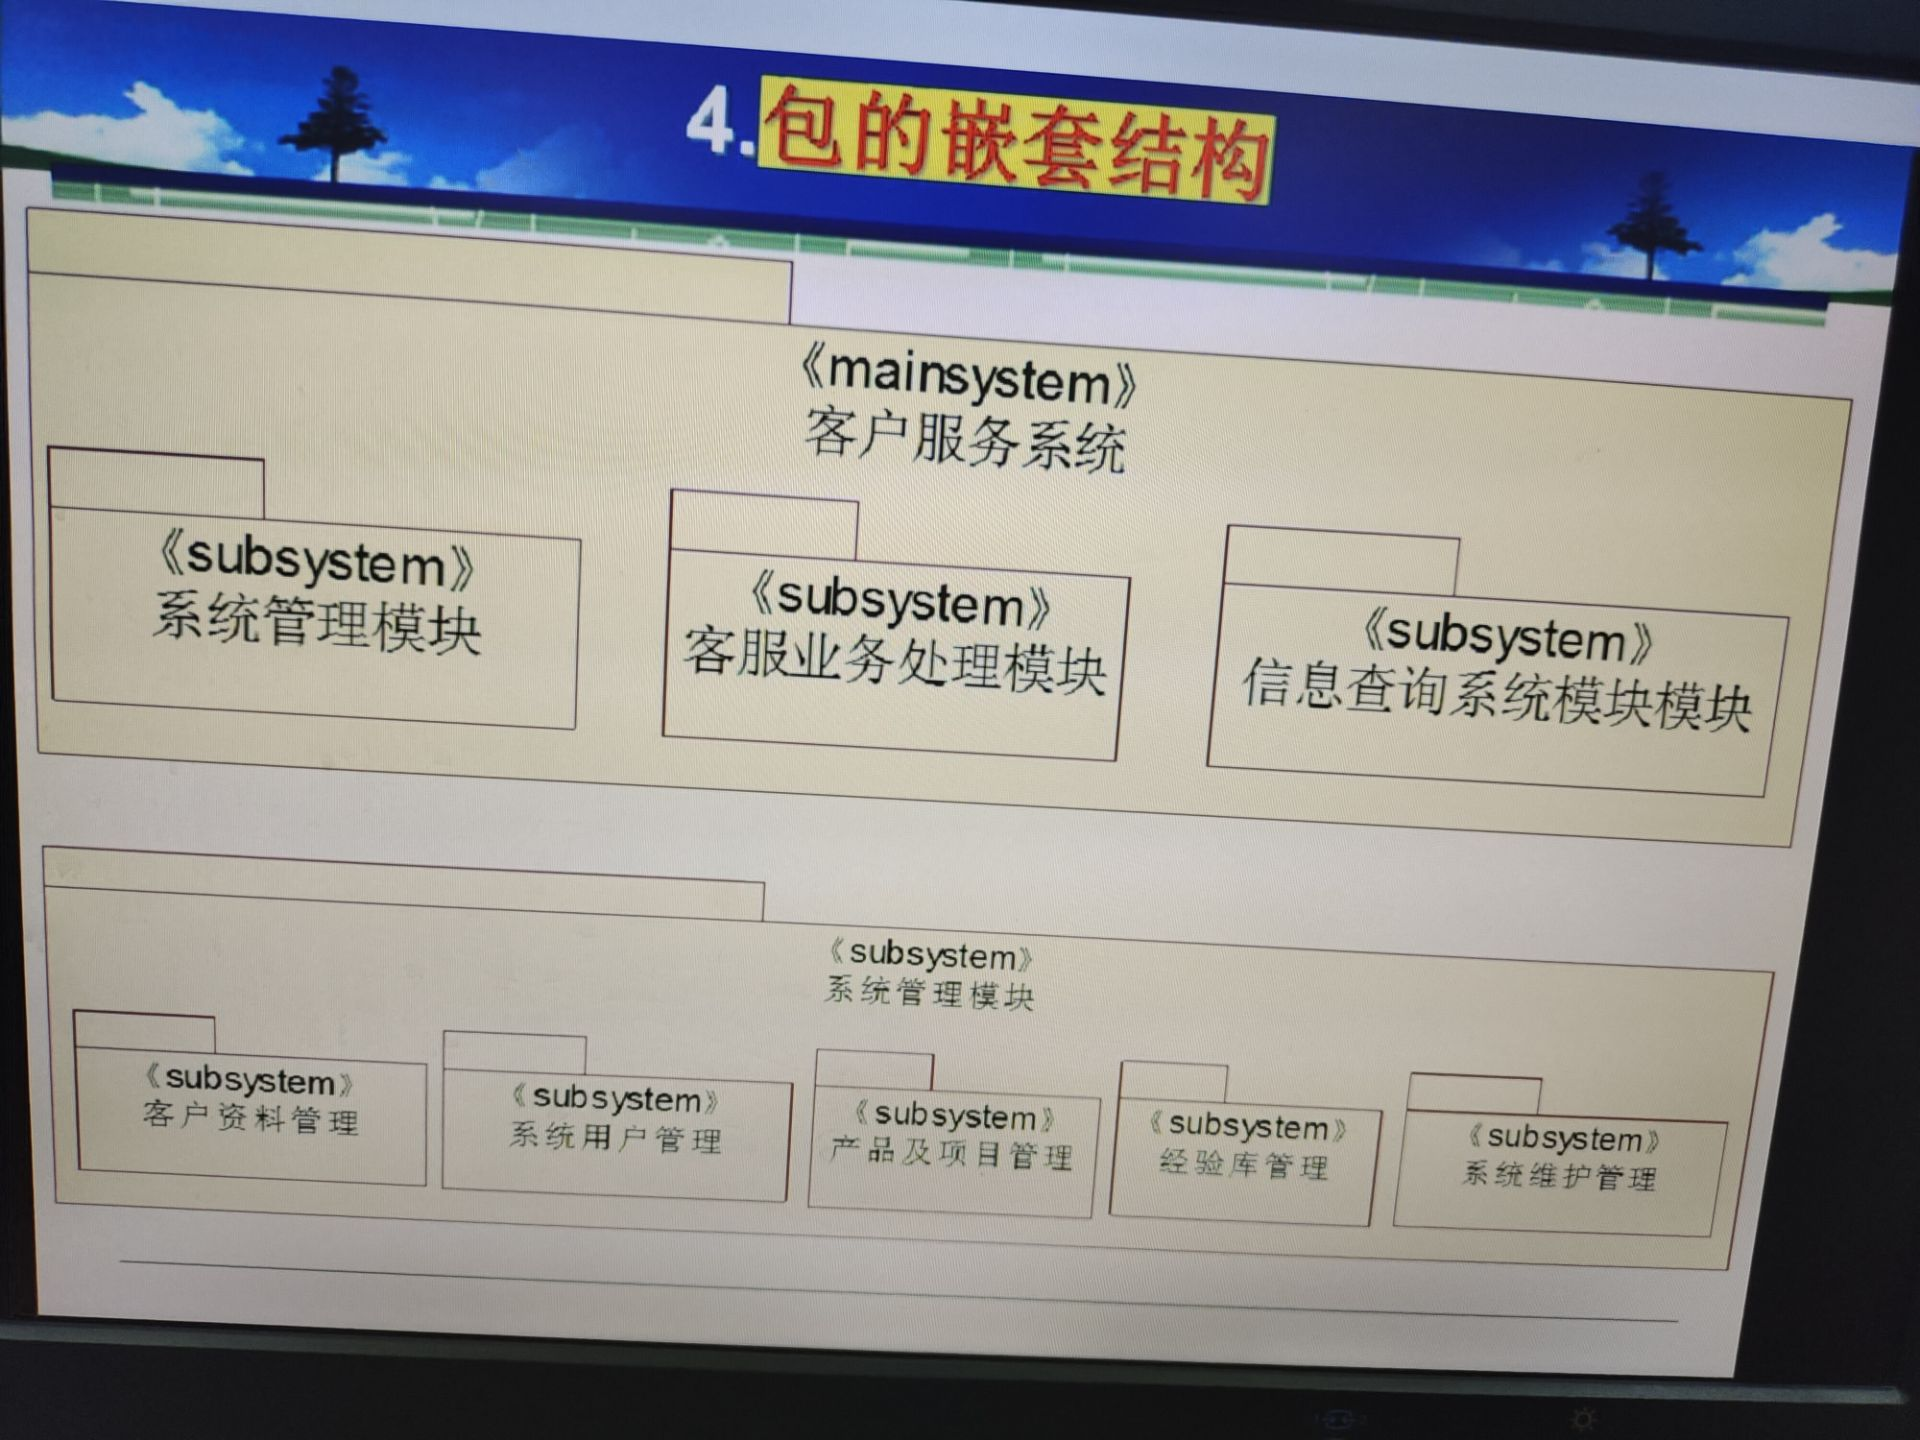 4.包的嵌套结构
《mainsystem》
客户服务系统
《subsystem》
系统管理模块
《subsystem》
客服业务处理模块
《subsystem》
信息查询系统模块模块
《subsystem》
系统管理模块
《subsystem》
客户资料管理
《subsystem》
系统用户管理
《subsystem》
产品及项目管理
《subsystem》
经验库管理
《subsystem》
系统维护管理